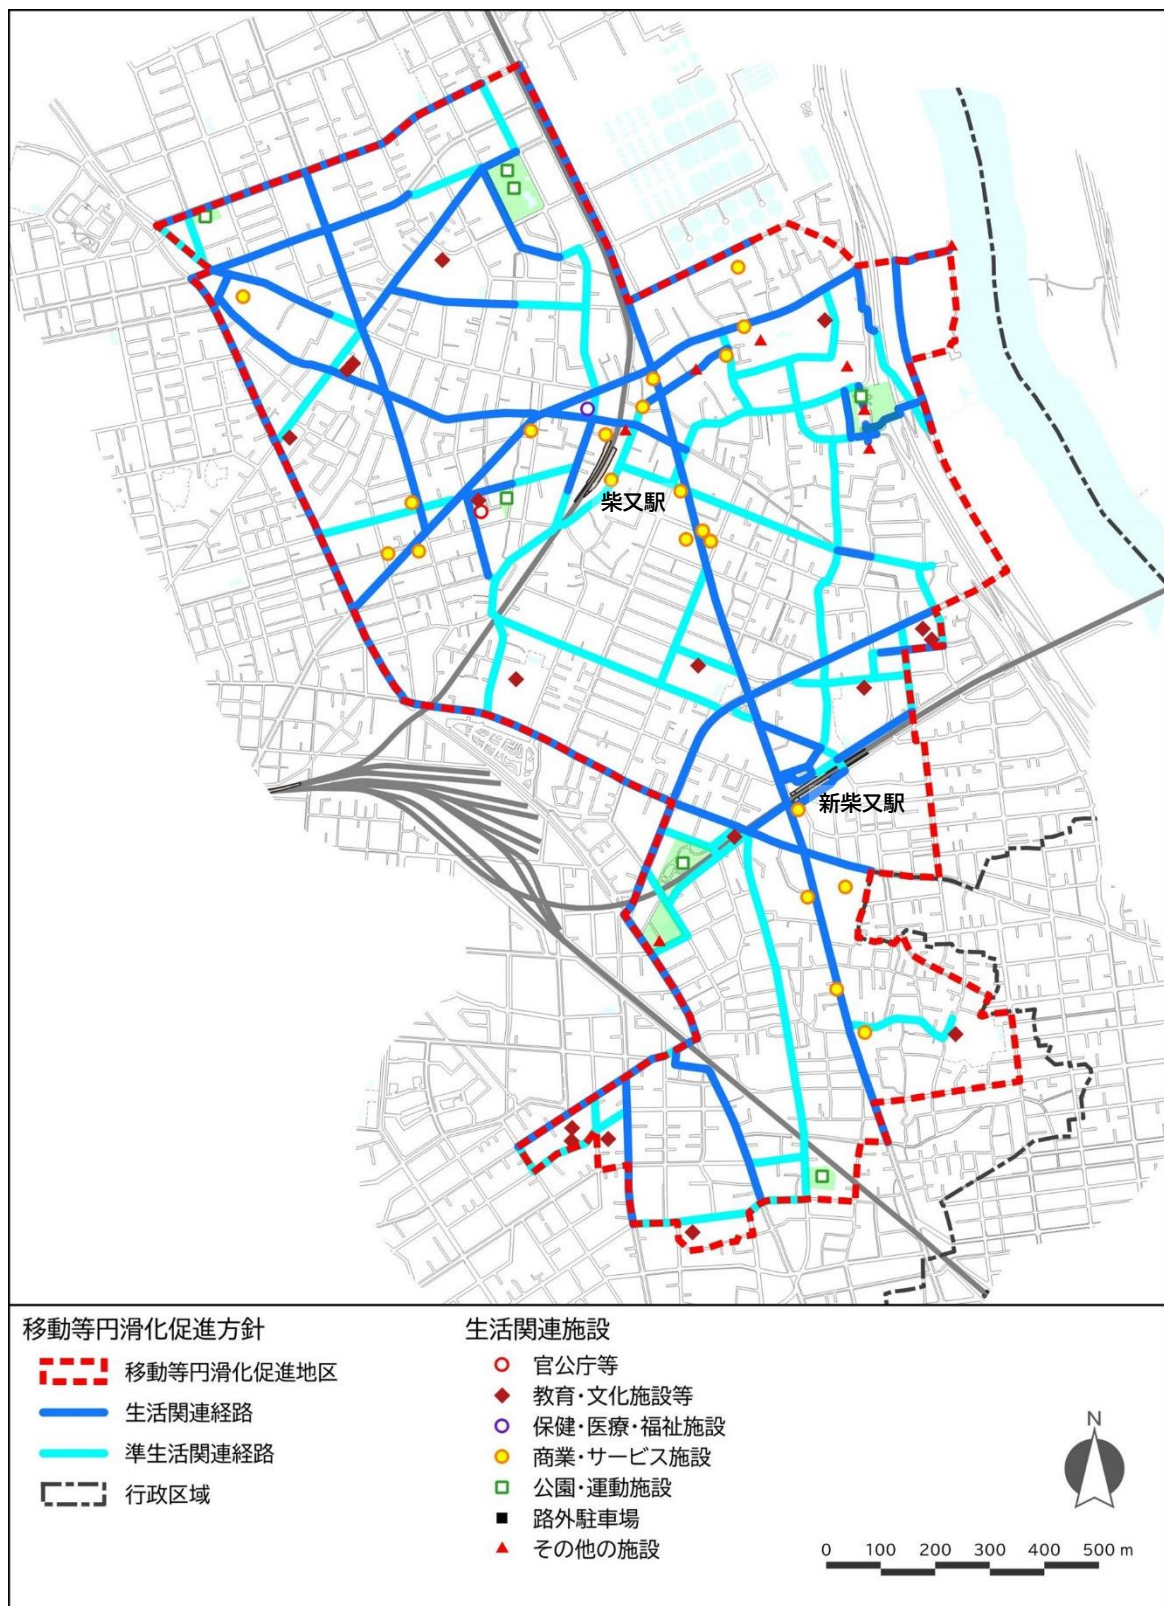 柴又駅
新柴又駅
移動等円滑化促進方針
移動等円滑化促進地区
生活関連経路
準生活関連経路
行政区域
生活関連施設
官公庁等
教育・文化施設等
保健・医療・福祉施設
商業・サービス施設
公園・運動施設
路外駐車場
その他の施設
N
0 100 200 300 400 500 m